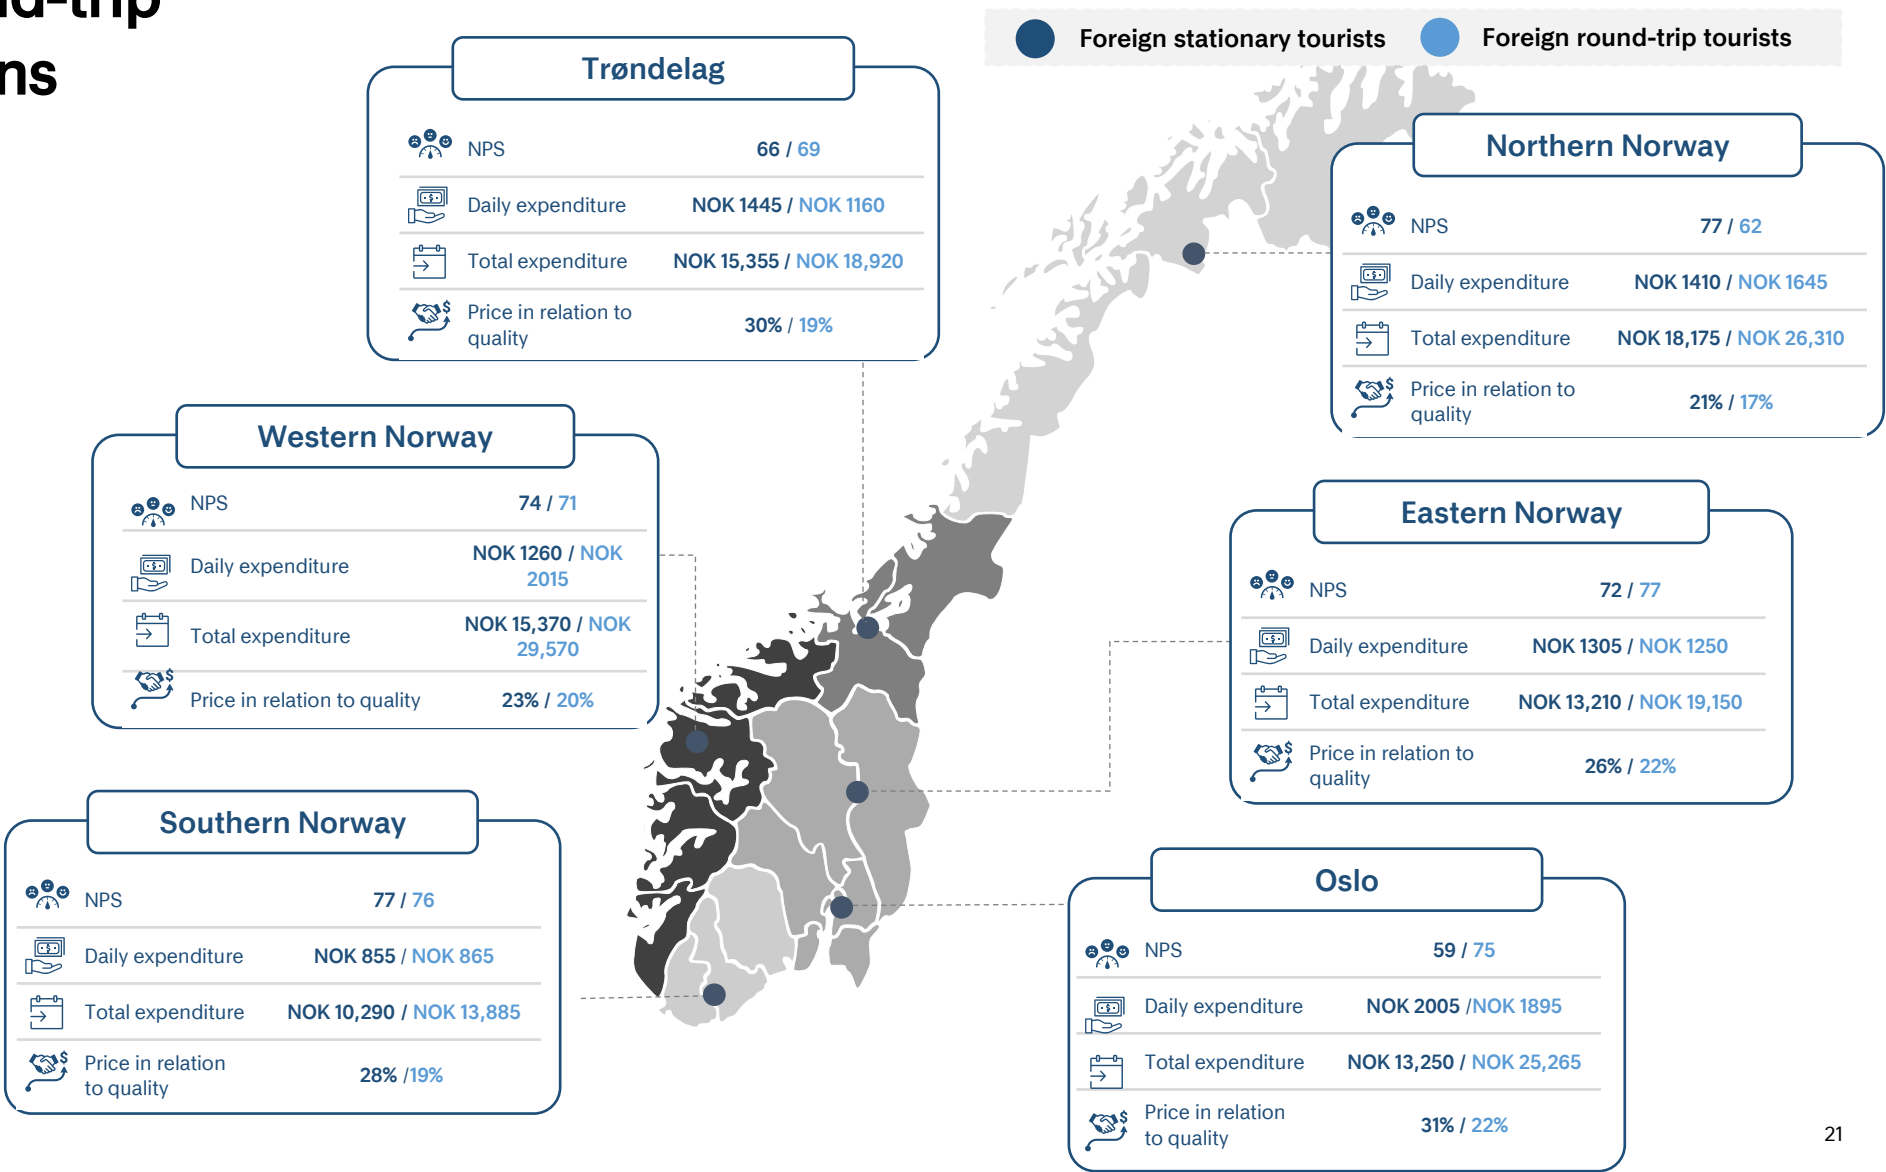 ns
Foreign stationary tourists
Foreign round-trip tourists
Trøndelag
NPS 66 / 69
Daily expenditure NOK 1445 / NOK 1160
Total expenditure NOK 15,355 / NOK 18,920
Price in relation to
quality
30% / 19%
Northern Norway
NPS 77 / 62
Daily expenditure NOK 1410 / NOK 1645
Total expenditure NOK 18,175 / NOK 26,310
Price in relation to
quality
21% / 17%
Western Norway
NPS 74 / 71
Daily expenditure
NOK 1260 / NOK
2015
Total expenditure
NOK 15,370 / NOK
29,570
Price in relation to quality 23% / 20%
Eastern Norway
NPS 72 / 77
Daily expenditure NOK 1305 / NOK 1250
Total expenditure NOK 13,210 / NOK 19,150
Price in relation to
quality
26% / 22%
Southern Norway
NPS 77 / 76
Daily expenditure NOK 855 / NOK 865
Total expenditure NOK 10,290 / NOK 13,885
Price in relation
to quality
28% /19%
Oslo
NPS 59 / 75
Daily expenditure NOK 2005 /NOK 1895
Total expenditure NOK 13,250 / NOK 25,265
Price in relation
to quality
31% / 22%
21